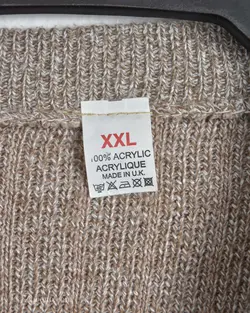 XXL
100% ACRYLIC
ACRYLIQUE
MADE IN U.K.